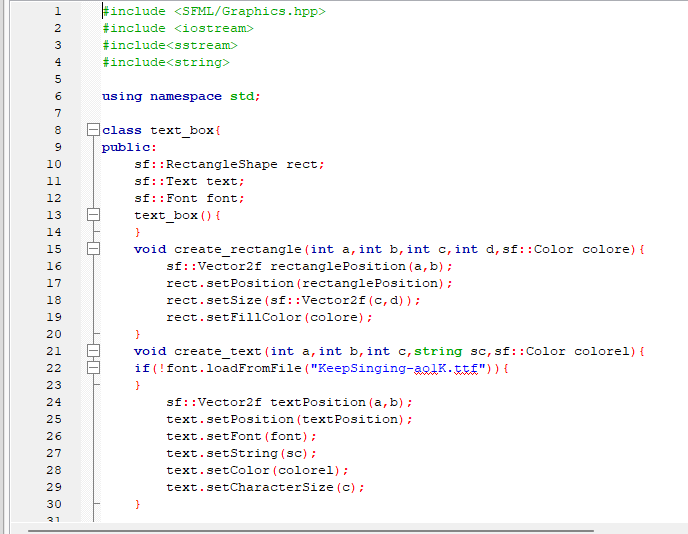 1 #include <SFML/Graphics.hpp>
2 #include <iostream>
3 #include<sstream>
4 #include<string>
5
6 using namespace std;
7
8 class text_box{
9 public:
10 sf::RectangleShape rect;
11 sf::Text text;
12 sf::Font font;
13 text_box(){
14 }
15 void create_rectangle(int a,int b,int c,int d,sf::Color colore){
16 sf::Vector2f rectanglePosition(a,b);
17 rect.setPosition(rectanglePosition);
18 rect.setSize(sf::Vector2f(c,d));
19 rect.setFillColor(colore);
20 }
21 void create_text(int a,int b,int c,string sc,sf::Color colorel){
22 if(!font.loadFromFile("KeepSinging-aolK.ttf")){
23 }
24 sf::Vector2f textPosition(a,b);
25 text.setPosition(textPosition);
26 text.setFont(font);
27 text.setString(sc);
28 text.setColor(colorel);
29 text.setCharacterSize(c);
30 }
31